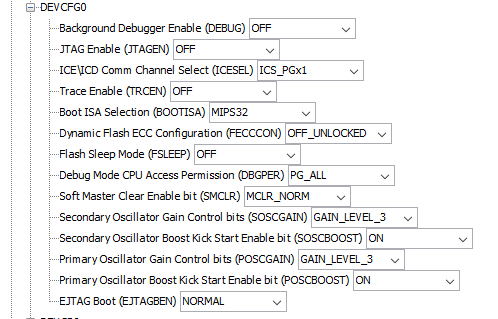 DEVCFG0
Background Debugger Enable (DEBUG) OFF
JTAG Enable (JTAGEN) OFF
ICE\ICD Comm Channel Select (ICESEL) ICS_PGx1
Trace Enable (TRCEN) OFF
Boot ISA Selection (BOOTISA) MIPS32
Dynamic Flash ECC Configuration (FECCCON) OFF_UNLOCKED
Flash Sleep Mode (FSLEEP) OFF
Debug Mode CPU Access Permission (DBGPER) PG_ALL
Soft Master Clear Enable bit (SMCLR) MCLR_NORM
Secondary Oscillator Gain Control bits (SOSCGAIN) GAIN_LEVEL_3
Secondary Oscillator Boost Kick Start Enable bit (SOSCBOOST) ON
Primary Oscillator Gain Control bits (POSCGAIN) GAIN_LEVEL_3
Primary Oscillator Boost Kick Start Enable bit (POSCBOOST) ON
EJTAG Boot (EJTAGBEN) NORMAL